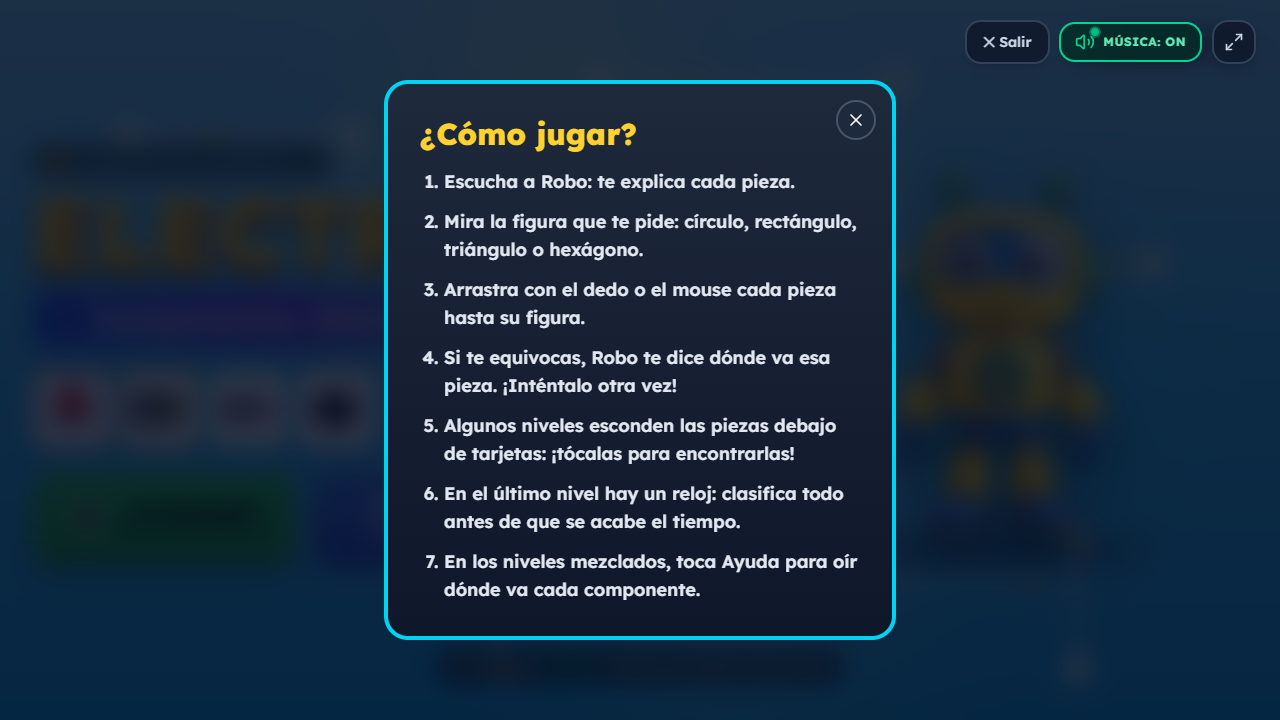 Salir
MÚSICA: ON
¿Cómo jugar?
1. Escucha a Robo: te explica cada pieza.
2. Mira la figura que te pide: círculo, rectángulo,
triángulo o hexágono.
3. Arrastra con el dedo o el mouse cada pieza
hasta su figura.
4. Si te equivocas, Robo te dice dónde va esa
pieza. ¡Inténtalo otra vez!
5. Algunos niveles esconden las piezas debajo
de tarjetas: ¡tócalas para encontrarlas!
6. En el último nivel hay un reloj: clasifica todo
antes de que se acabe el tiempo.
7. En los niveles mezclados, toca Ayuda para oír
dónde va cada componente.